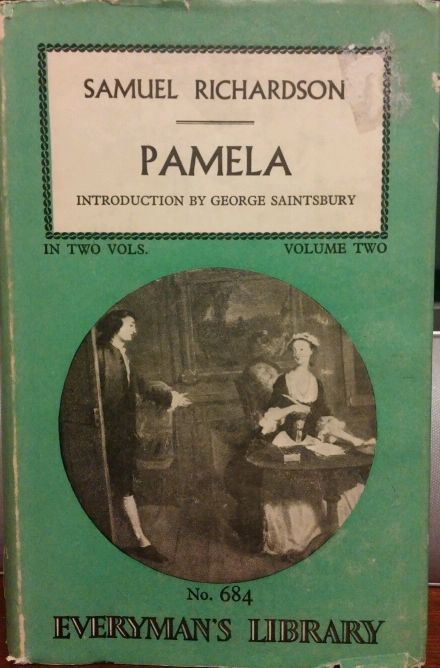 SAMUEL RICHARDSON
PAMELA
INTRODUCTION BY GEORGE SAINTSBURY
IN TWO VOLS. VOLUME TWO
No. 684
EVERYMAN'S LIBRARY